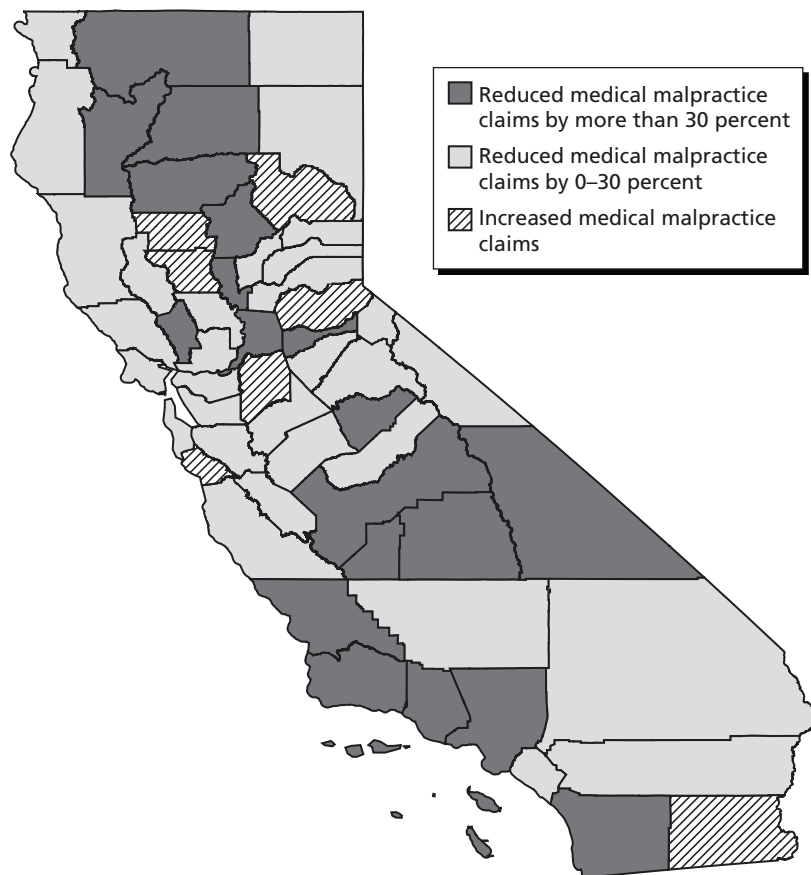 Reduced medical malpractice
claims by more than 30 percent
Reduced medical malpractice
claims by 0–30 percent
Increased medical malpractice
claims